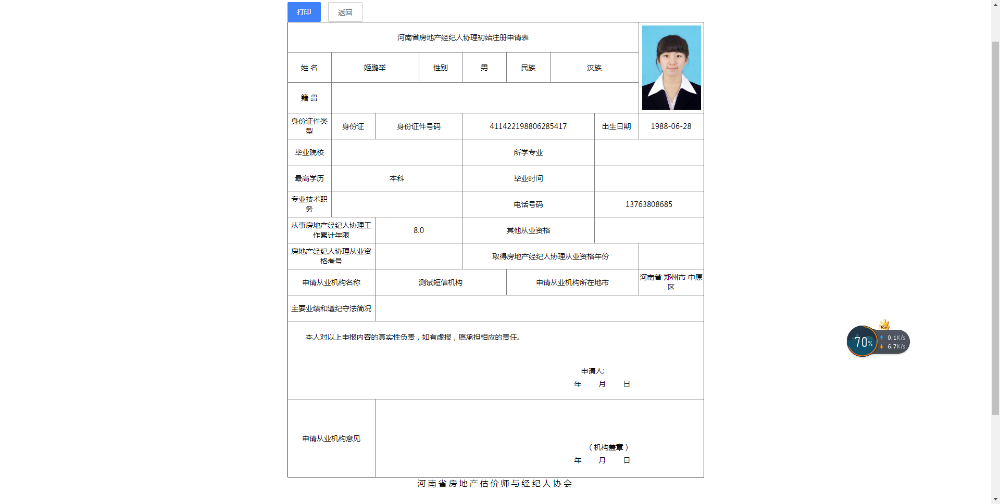 打印 返回
河南省房地产经纪人协理初始注册申请表
姓 名 姬鹏举 性别 男 民族 汉族
籍 贯
身份证件类
型 身份证 身份证件号码 411422198806285417 出生日期 1988-06-28
毕业院校 所学专业
最高学历 本科 毕业时间
专业技术职
务 电话号码 13763808685
从事房地产经纪人协理工
作累计年限 8.0 其他从业资格
房地产经纪人协理从业资
格考号 取得房地产经纪人协理从业资格年份
申请从业机构名称 测试短信机构 申请从业机构所在地市 河南省 郑州市 中原
区
主要业绩和遵纪守法简况
本人对以上申报内容的真实性负责，如有虚报，愿承担相应的责任。
申请人:
年 月 日
申请从业机构意见
（机构盖章）
年 月 日
河南省房地产估价师与经纪人协会
VIP
70%
0.1K/s
6.7K/s